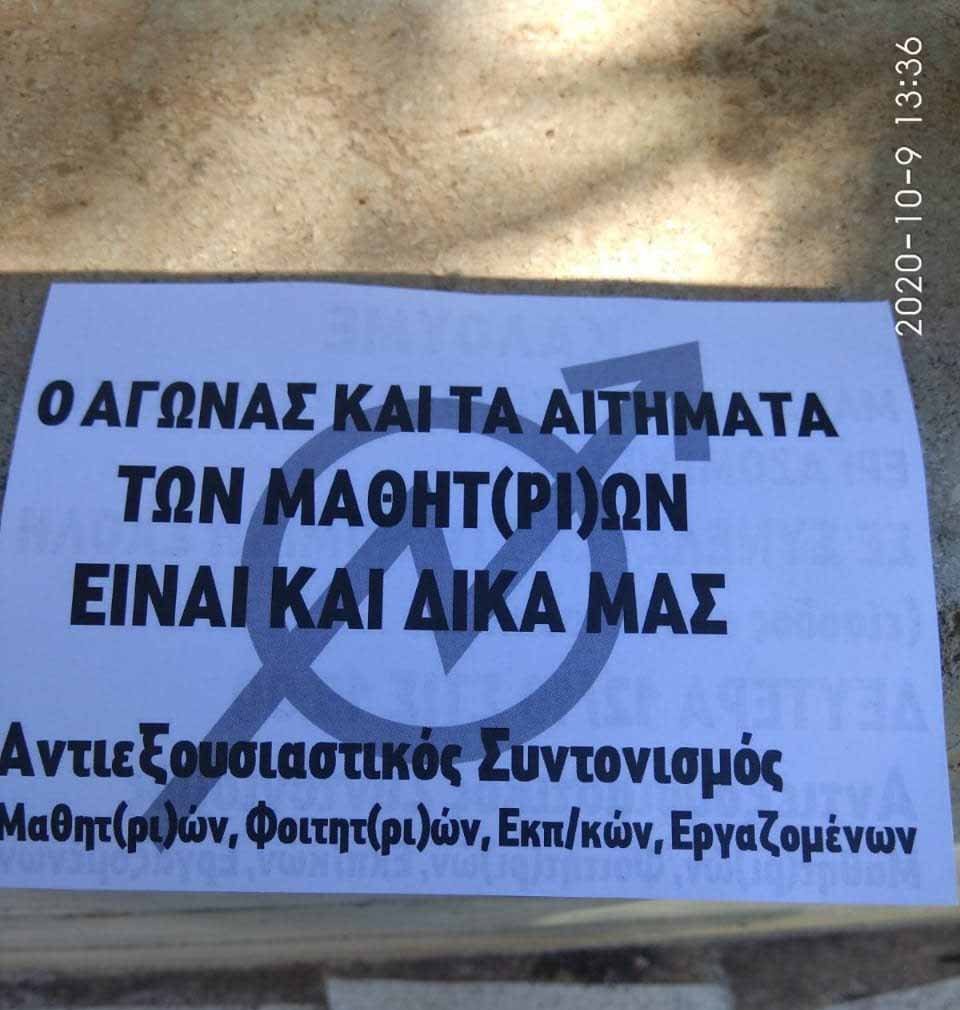 2020-10-9 13:36
Ο ΑΓΩΝΑΣ ΚΑΙ ΤΑ ΑΙΤΗΜΑΤΑ
ΤΩΝ ΜΑΘΗΤ(ΡΙ)ΩΝ
ΕΙΝΑΙ ΚΑΙ ΔΙΚΑ ΜΑΣ
Αντιεξουσιαστικός Συντονισμός
Μαθητ(ρι)ών, Φοιτητ(ρι)ών, Εκπ/κών, Εργαζομένων